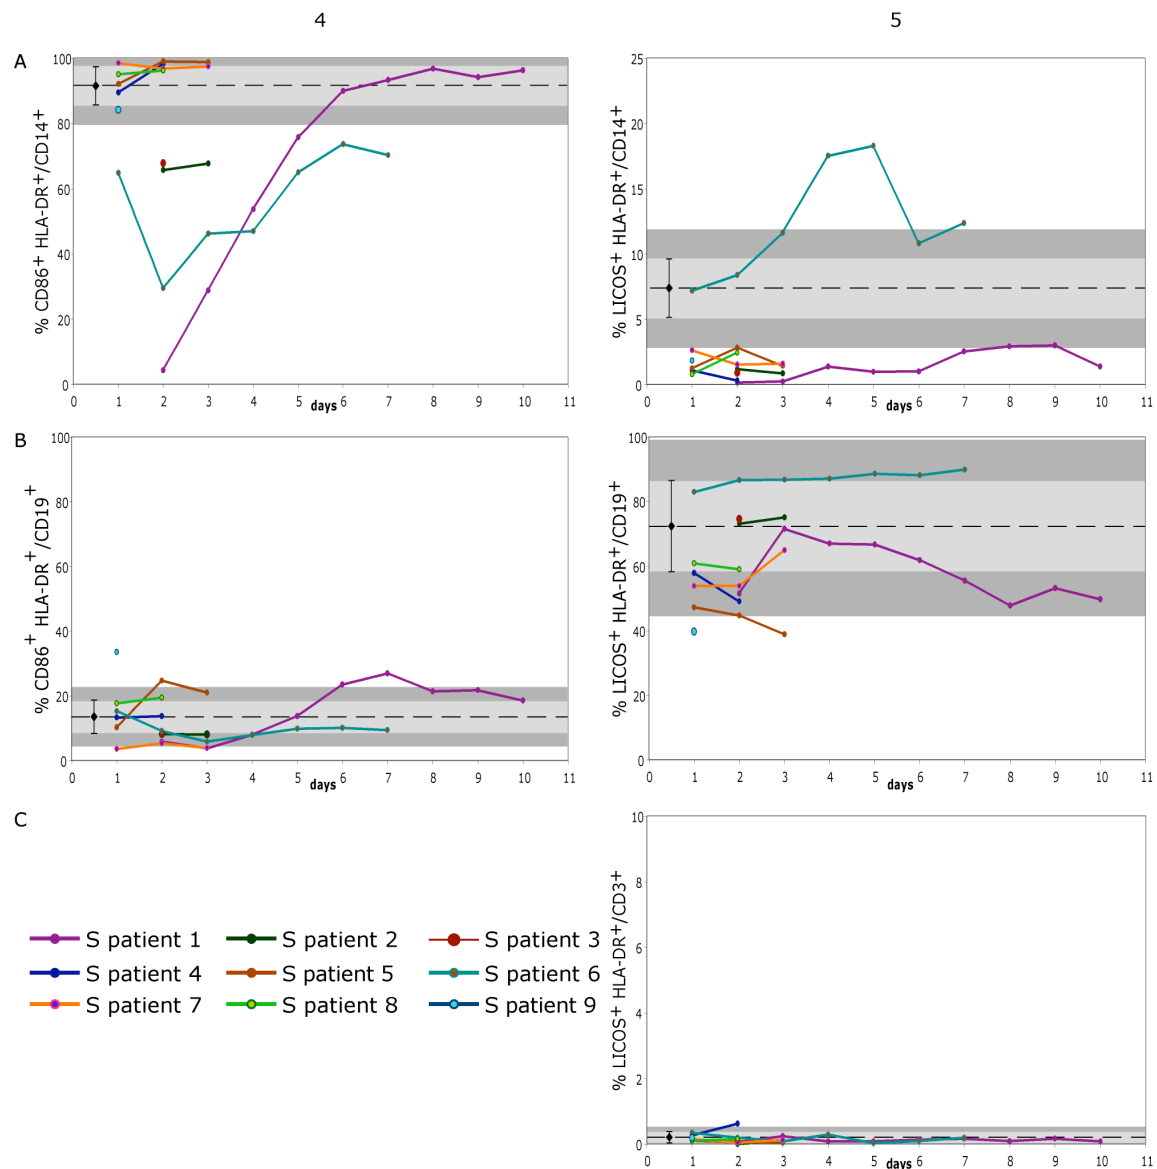 4 5
A
% CD86+ HLA-DR+/CD14+
100
80
60
40
20
0
0 1 2 3 4 5 6 7 8 9 10 11
days
% LICOS+ HLA-DR+/CD14+
25
20
15
10
5
0
0 1 2 3 4 5 6 7 8 9 10 11
days
B
% CD86+ HLA-DR+/CD19+
100
80
60
40
20
0
0 1 2 3 4 5 6 7 8 9 10 11
days
% LICOS+ HLA-DR+/CD19+
100
80
60
40
20
0
0 1 2 3 4 5 6 7 8 9 10 11
days
C
S patient 1 S patient 2 S patient 3
S patient 4 S patient 5 S patient 6
S patient 7 S patient 8 S patient 9
% LICOS+ HLA-DR+/CD3+
10
8
6
4
2
0
0 1 2 3 4 5 6 7 8 9 10 11
days